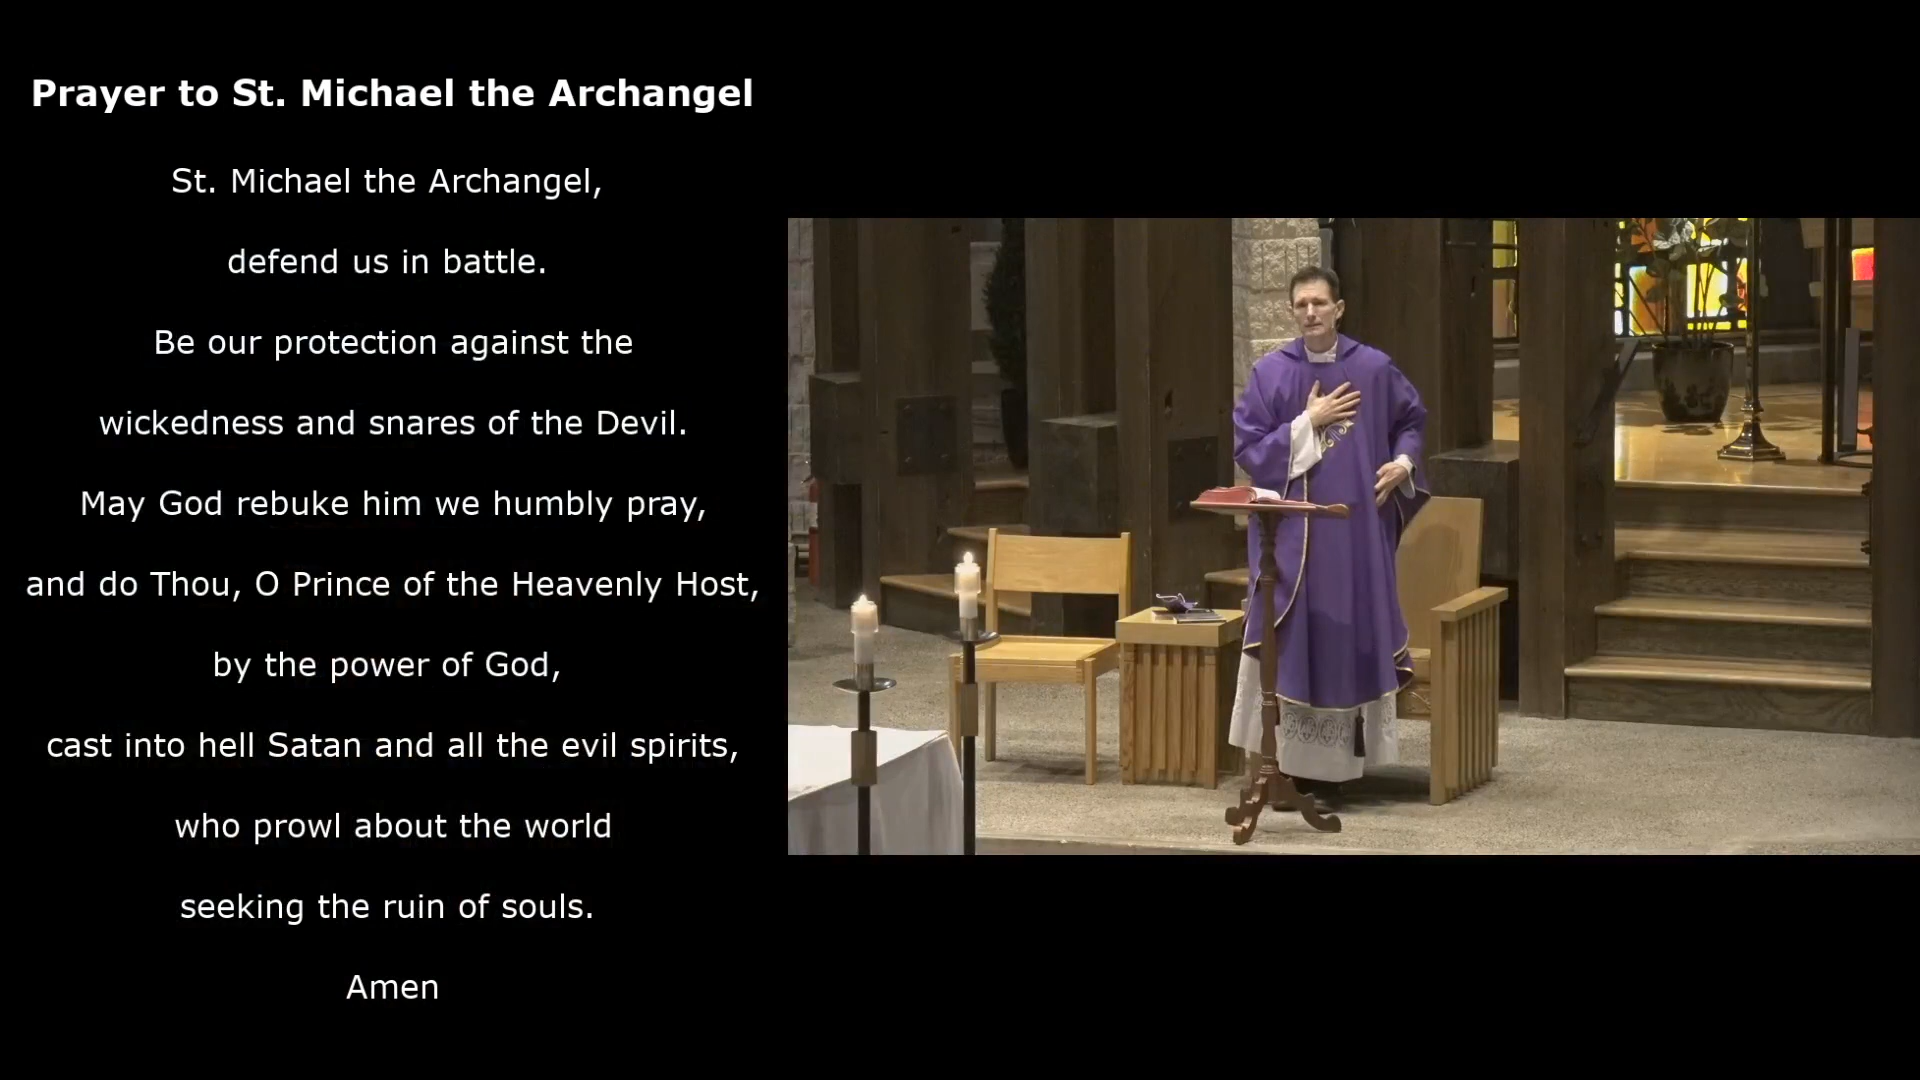 Prayer to St. Michael the Archangel
St. Michael the Archangel,
defend us in battle.
Be our protection against the
wickedness and snares of the Devil.
May God rebuke him we humbly pray,
and do Thou, O Prince of the Heavenly Host,
by the power of God,
cast into hell Satan and all the evil spirits,
who prowl about the world
seeking the ruin of souls.
Amen